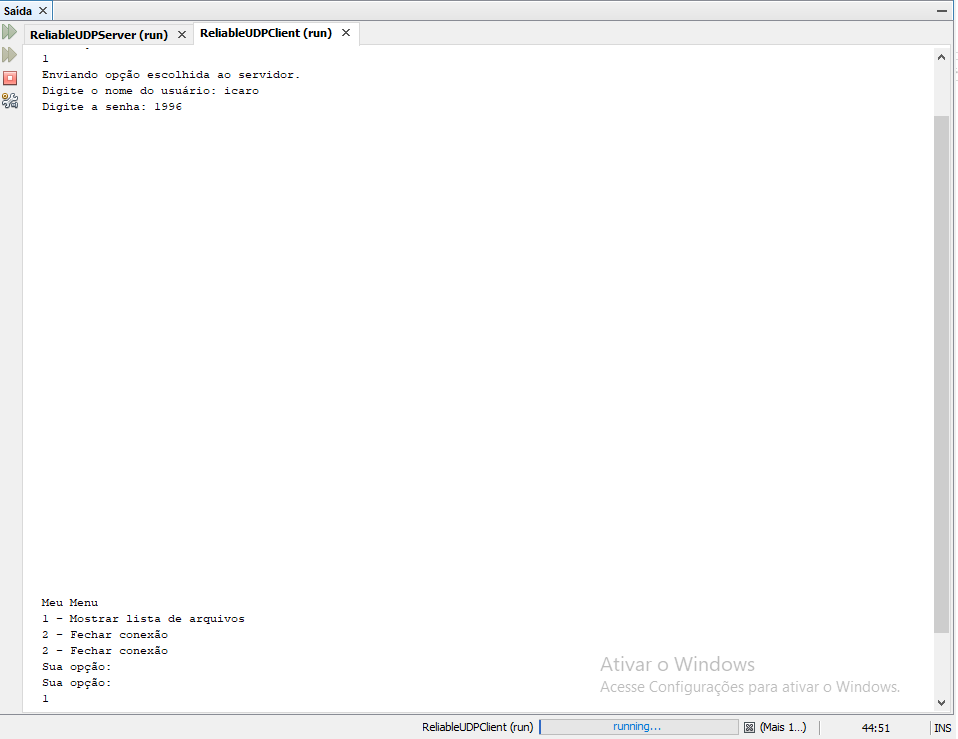 Saída
ReliableUDPServer (run)
ReliableUDPClient (run)
1
Enviando opção escolhida ao servidor.
Digite o nome do usuário: icaro
Digite a senha: 1996
Meu Menu
1 - Mostrar lista de arquivos
2 - Fechar conexão
2 - Fechar conexão
Sua opção:
Sua opção:
1
Ativar o Windows
Acesse Configurações para ativar o Windows.
ReliableUDPClient (run)
running...
(Mais 1...)
44:51
INS